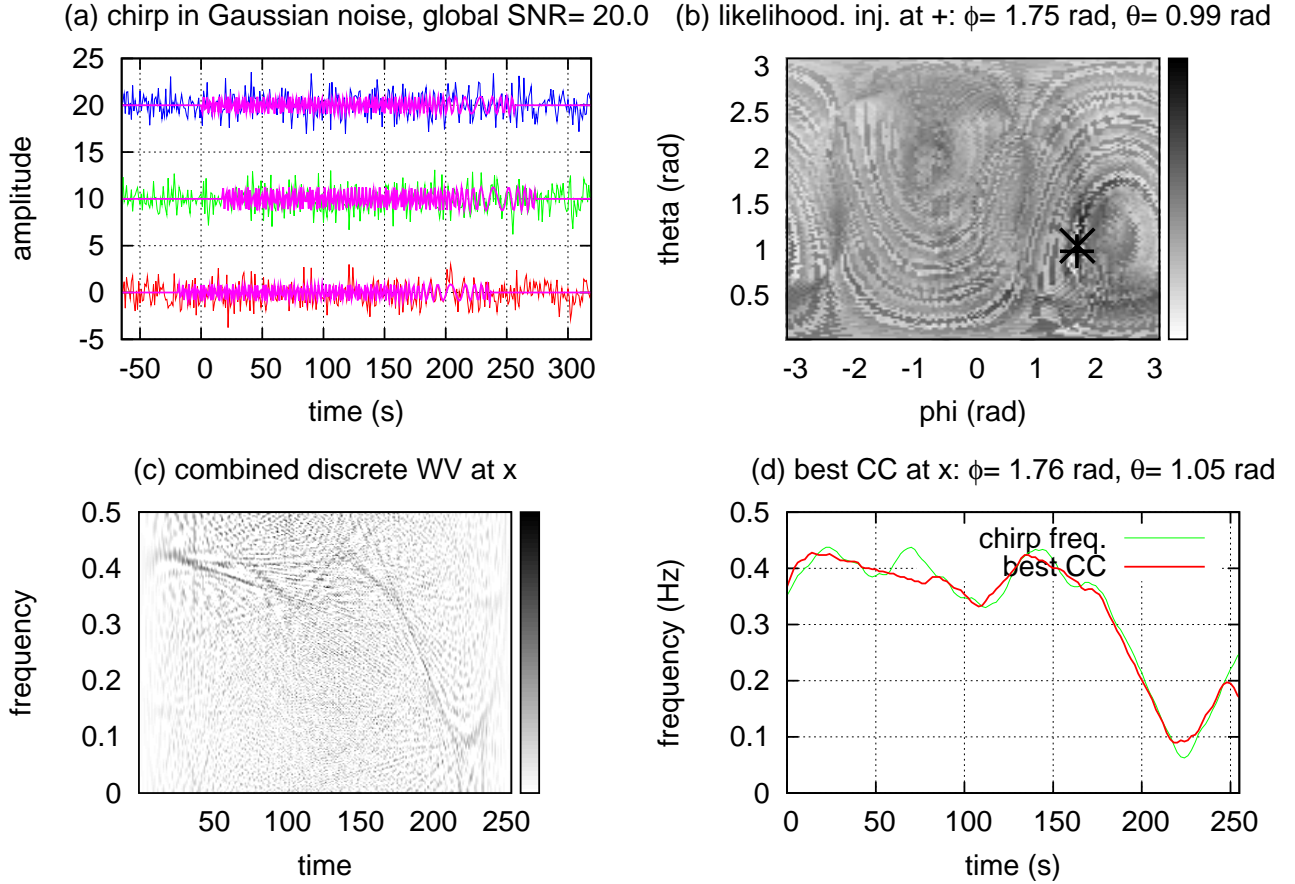 (a) chirp in Gaussian noise, global SNR= 20.0
25
20
15
10
5
0
-5
amplitude
-50 0 50 100 150 200 250 300
time (s)
(b) likelihood. inj. at +: ϕ= 1.75 rad, θ= 0.99 rad
3
2.5
2
1.5
1
0.5
theta (rad)
-3 -2 -1 0 1 2 3
phi (rad)
(c) combined discrete WV at x
0.5
0.4
0.3
0.2
0.1
0
frequency
50 100 150 200 250
time
(d) best CC at x: ϕ= 1.76 rad, θ= 1.05 rad
0.5
0.4
0.3
0.2
0.1
0
frequency (Hz)
chirp freq.
best CC
0 50 100 150 200 250
time (s)